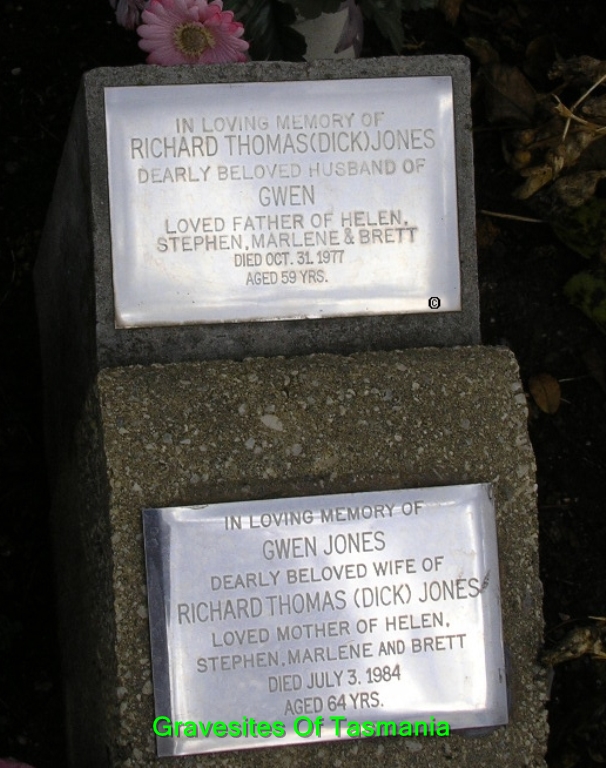 IN LOVING MEMORY OF
RICHARD THOMAS (DICK) JONES
DEARLY BELOVED HUSBAND OF
GWEN
LOVED FATHER OF HELEN,
STEPHEN, MARLENE & BRETT
DIED OCT. 31. 1977
AGED 59 YRS.
©
IN LOVING MEMORY OF
GWEN JONES
DEARLY BELOVED WIFE OF
RICHARD THOMAS (DICK) JONES
LOVED MOTHER OF HELEN,
STEPHEN, MARLENE AND BRETT
DIED JULY 3. 1984
AGED 64 YRS.
Gravesites Of Tasmania